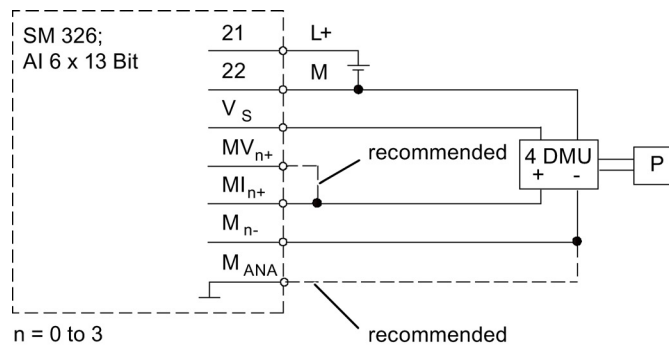 SM 326;
AI 6 x 13 Bit
21
L+
22
M
V S
MVn+
recommended
MIn+
4 DMU
+ -
P
Mn-
MANA
n = 0 to 3
recommended